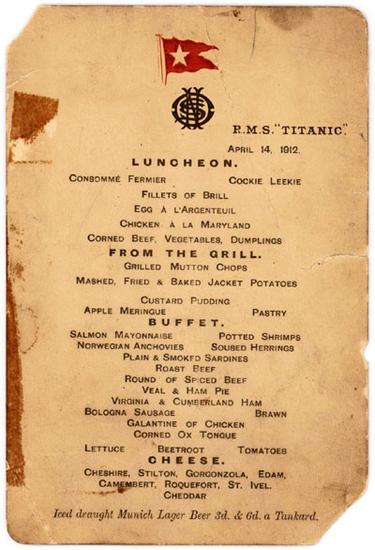 R.M.S. "TITANIC."
APRIL 14, 1912.
LUNCHEON.
CONSOMMÉ FERMIER COCKIE LEEKIE
FILLETS OF BRILL
EGG À L'ARGENTEUIL
CHICKEN À LA MARYLAND
CORNED BEEF, VEGETABLES, DUMPLINGS
FROM THE GRILL.
GRILLED MUTTON CHOPS
MASHED, FRIED & BAKED JACKET POTATOES
CUSTARD PUDDING
APPLE MERINGUE PASTRY
BUFFET.
SALMON MAYONNAISE POTTED SHRIMPS
NORWEGIAN ANCHOVIES SOUSED HERRINGS
PLAIN & SMOKED SARDINES
ROAST BEEF
ROUND OF SPICED BEEF
VEAL & HAM PIE
VIRGINIA & CUMBERLAND HAM
BOLOGNA SAUSAGE BRAWN
GALANTINE OF CHICKEN
CORNED OX TONGUE
LETTUCE BEETROOT TOMATOES
CHEESE.
CHESHIRE, STILTON, GORGONZOLA, EDAM,
CAMEMBERT, ROQUEFORT, ST. IVEL.
CHEDDAR
Iced draught Munich Lager Beer 3d. & 6d. a Tankard.